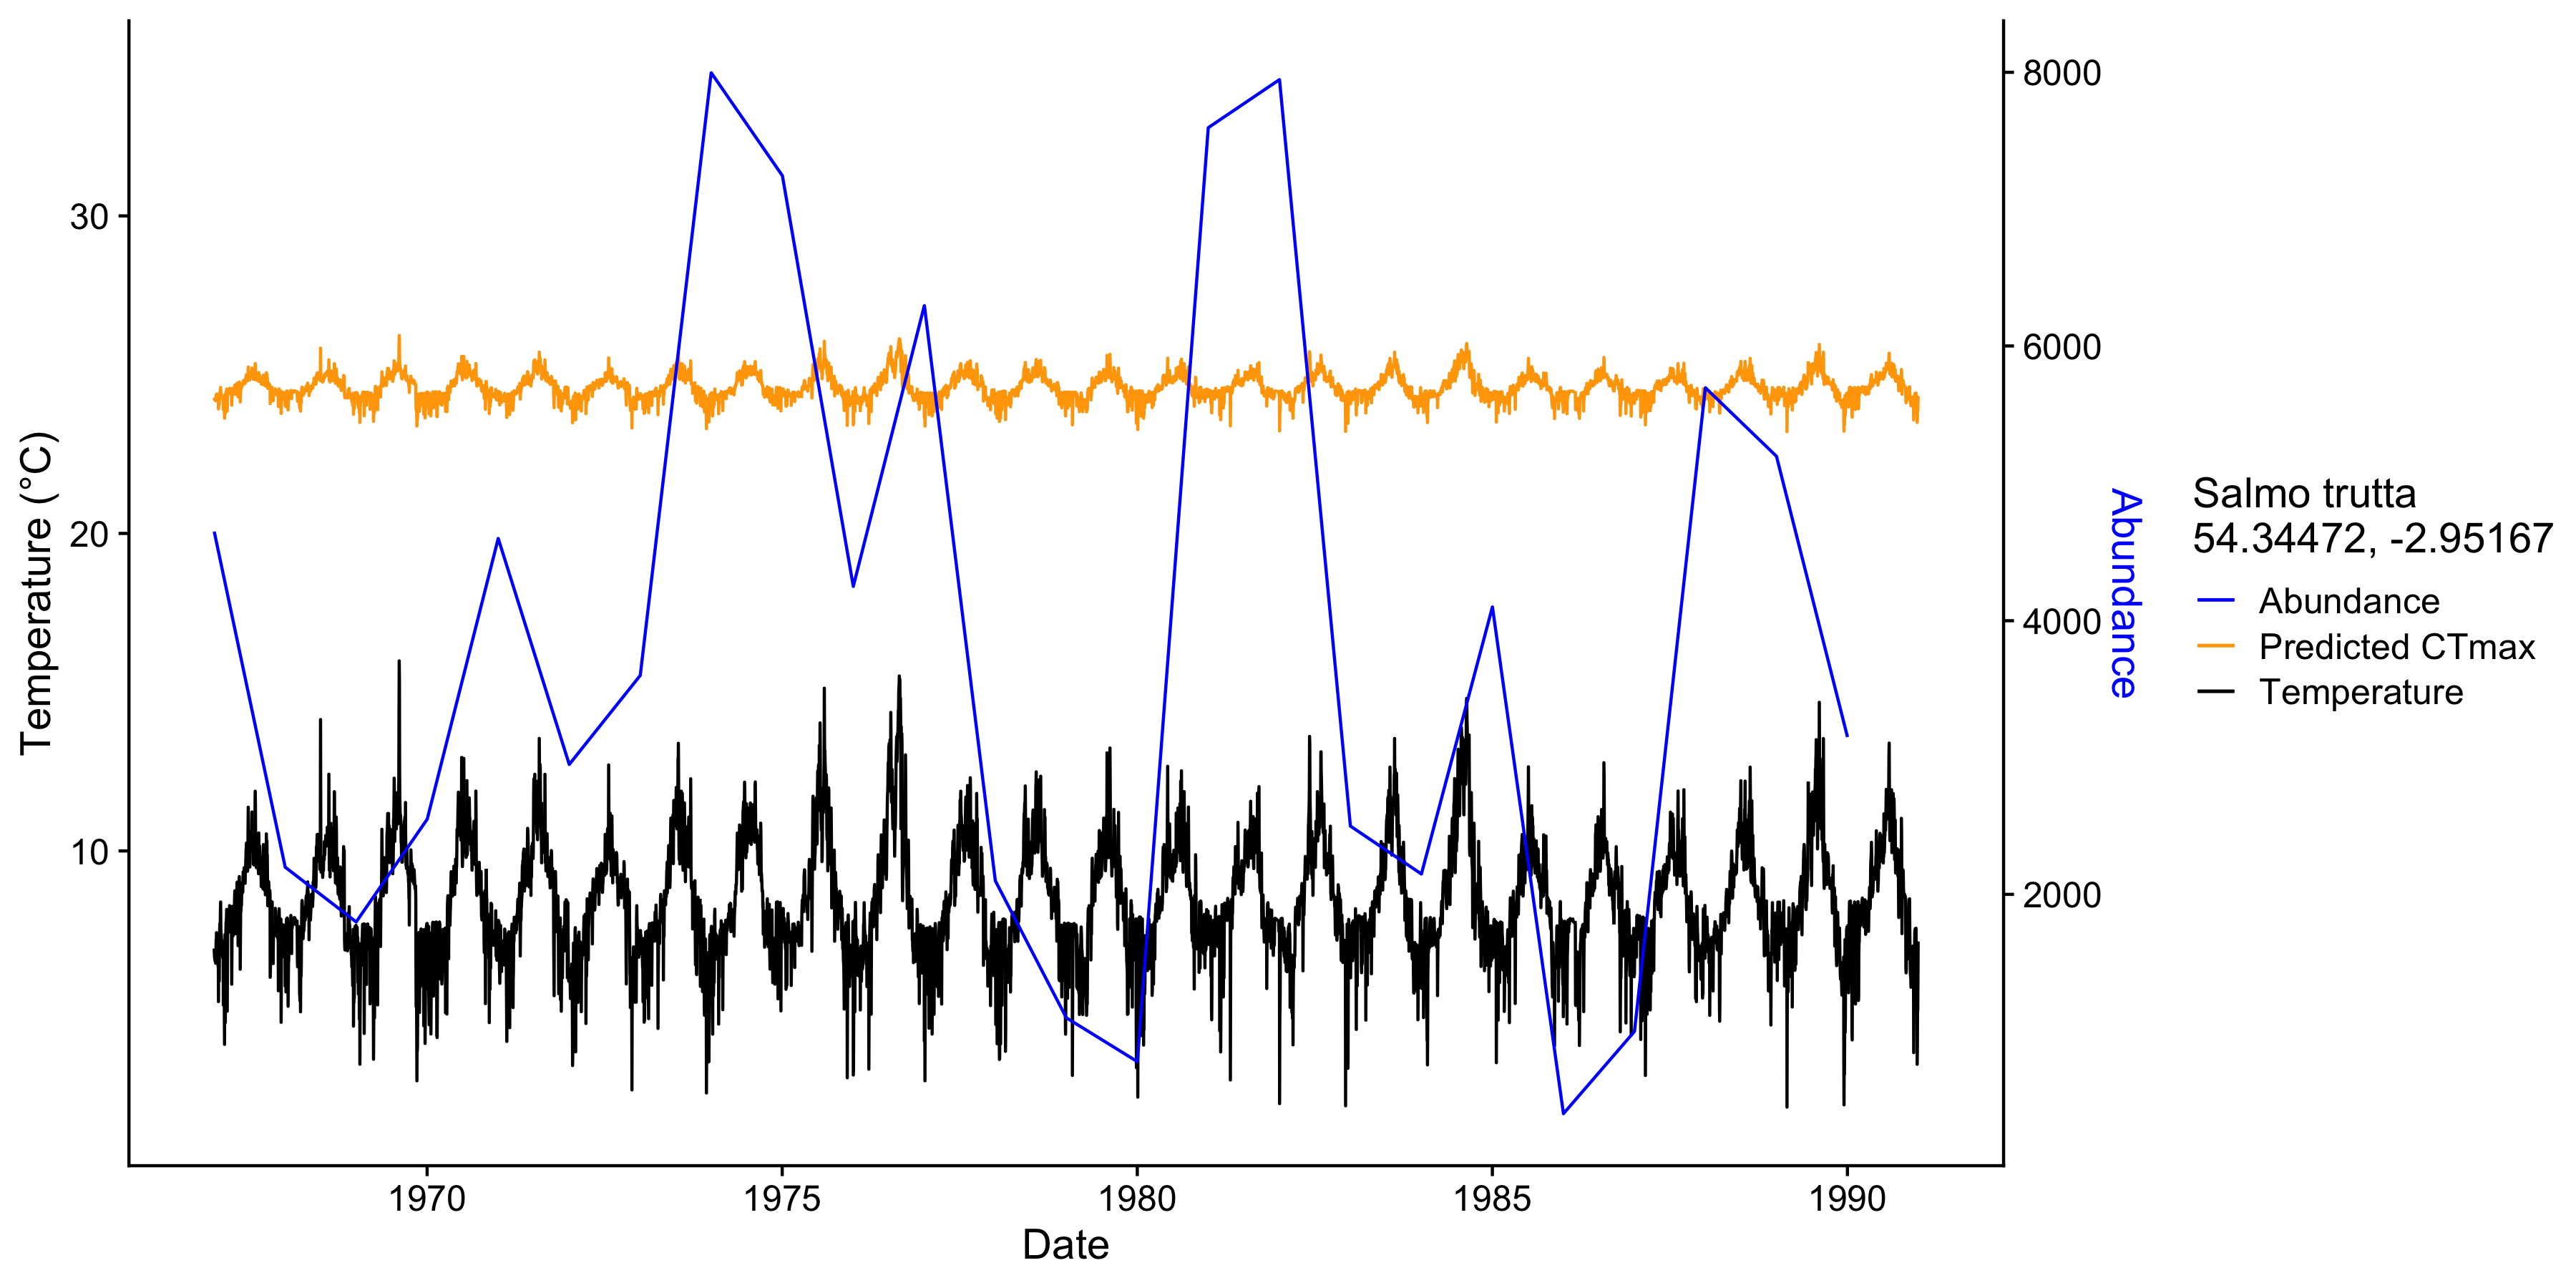 Temperature (°C)
30
20
10
1970
1975
1980
1985
1990
Date
8000
6000
4000
2000
Abundance
Salmo trutta
54.34472, -2.95167
Abundance
Predicted CTmax
Temperature